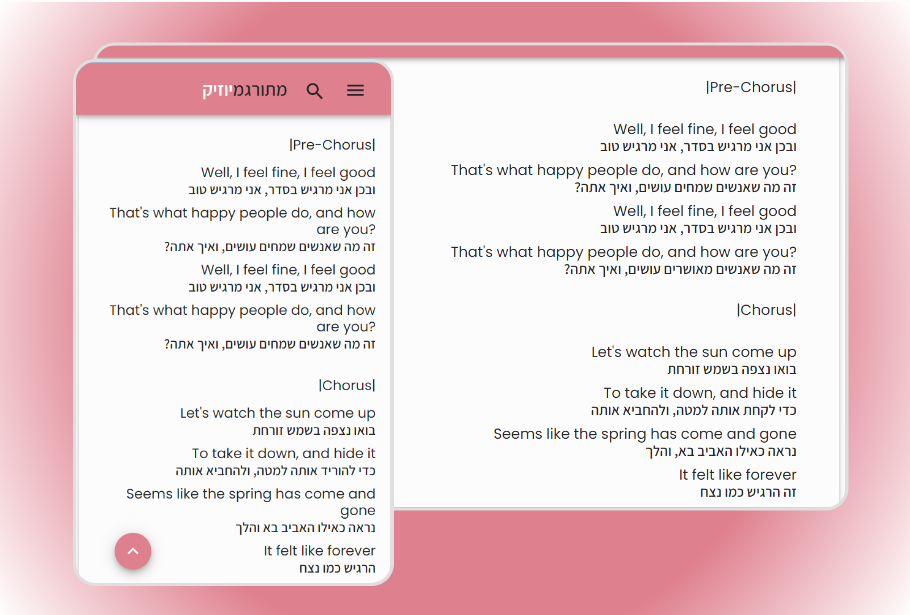 מתורגמיוזיק
|Pre-Chorus|
Well, I feel fine, I feel good
ובכן אני מרגיש בסדר, אני מרגיש טוב
That's what happy people do, and how
are you?
זה מה שאנשים שמחים עושים, ואיך אתה?
Well, I feel fine, I feel good
ובכן אני מרגיש בסדר, אני מרגיש טוב
That's what happy people do, and how
are you?
זה מה שאנשים שמחים עושים, ואיך אתה?
|Chorus|
Let's watch the sun come up
בואו נצפה בשמש זורחת
To take it down, and hide it
כדי להוריד אותה למטה, ולהחביא אותה
Seems like the spring has come and
gone
נראה כאילו האביב בא והלך
It felt like forever
הרגיש כמו נצח
|Pre-Chorus|
Well, I feel fine, I feel good
ובכן אני מרגיש בסדר, אני מרגיש טוב
That's what happy people do, and how are you?
זה מה שאנשים שמחים עושים, ואיך אתה?
Well, I feel fine, I feel good
ובכן אני מרגיש בסדר, אני מרגיש טוב
That's what happy people do, and how are you?
זה מה שאנשים מאושרים עושים, ואיך אתה?
|Chorus|
Let's watch the sun come up
בואו נצפה בשמש זורחת
To take it down, and hide it
כדי לקחת אותה למטה, ולהחביא אותה
Seems like the spring has come and gone
נראה כאילו האביב בא, והלך
It felt like forever
זה הרגיש כמו נצח